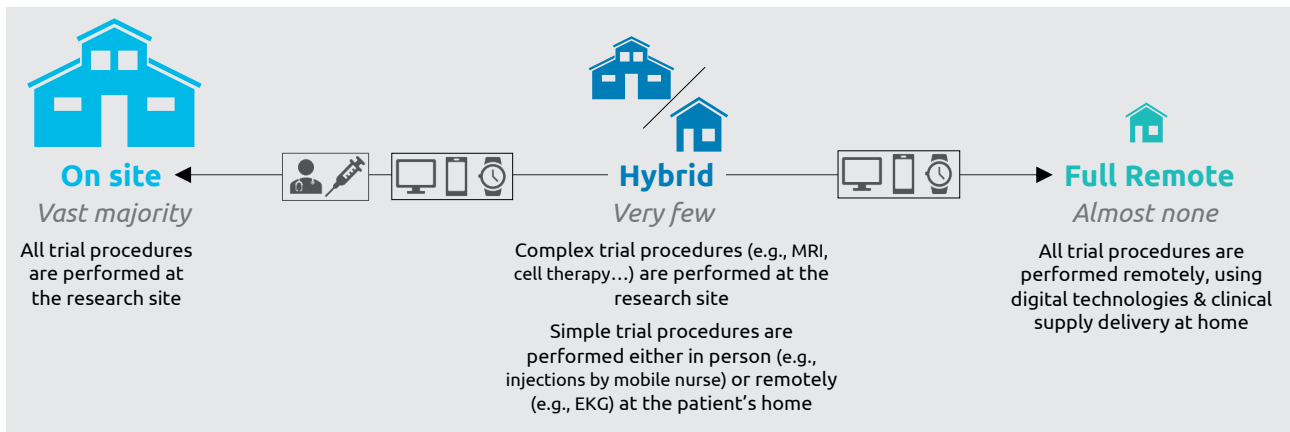 On site
Vast majority
All trial procedures
are performed at
the research site
Hybrid
Very few
Complex trial procedures (e.g., MRI,
cell therapy…) are performed at the
research site
Simple trial procedures are
performed either in person (e.g.,
injections by mobile nurse) or remotely
(e.g., EKG) at the patient’s home
Full Remote
Almost none
All trial procedures are
performed remotely, using
digital technologies & clinical
supply delivery at home